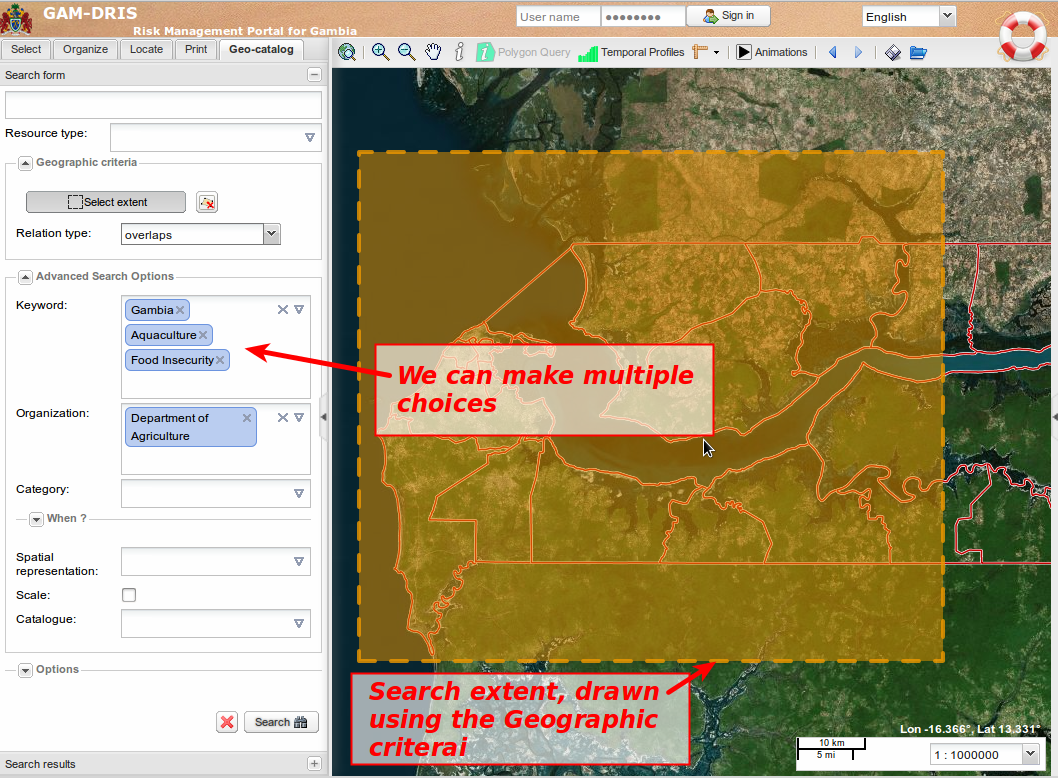 GAM-DRIS
Risk Management Portal for Gambia
User name
Sign in
English
Select
Organize
Locate
Print
Geo-catalog
Polygon Query
Temporal Profiles
Animations
Search form
Resource type:
Geographic criteria
Select extent
Relation type:
overlaps
Advanced Search Options
Keyword:
Gambia
Aquaculture
Food Insecurity
Organization:
Department of
Agriculture
Category:
When ?
Spatial
representation:
Scale:
Catalogue:
Options
Search
Search results
We can make multiple
choices
Search extent, drawn
using the Geographic
criterai
Lon -16.366°, Lat 13.331°
10 km
5 mi
1 : 1000000